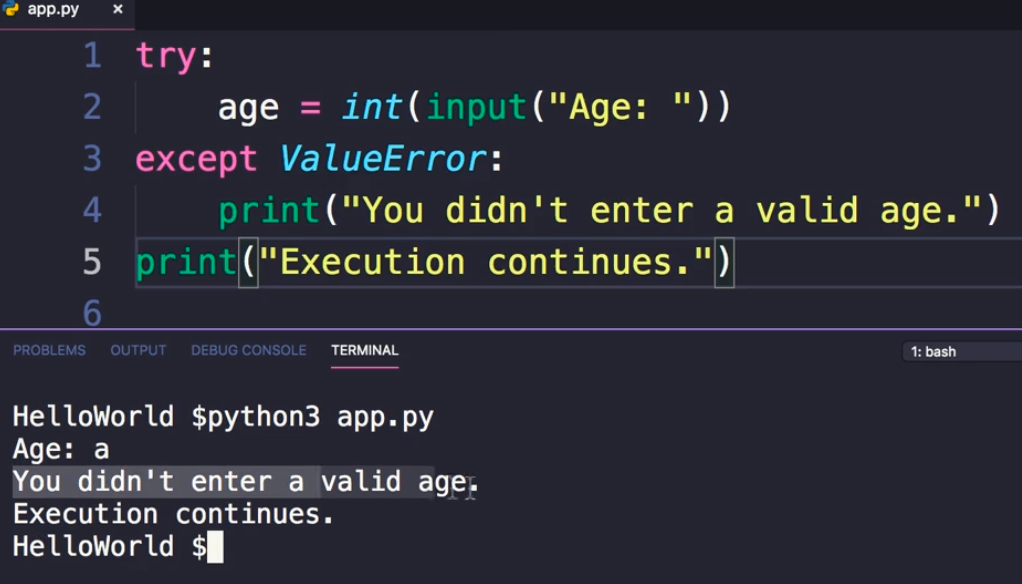 app.py ×
1 try:
2     age = int(input("Age: "))
3 except ValueError:
4     print("You didn't enter a valid age.")
5 print("Execution continues.")
6
PROBLEMS OUTPUT DEBUG CONSOLE TERMINAL 1: bash
HelloWorld $python3 app.py
Age: a
You didn't enter a valid age.
Execution continues.
HelloWorld $